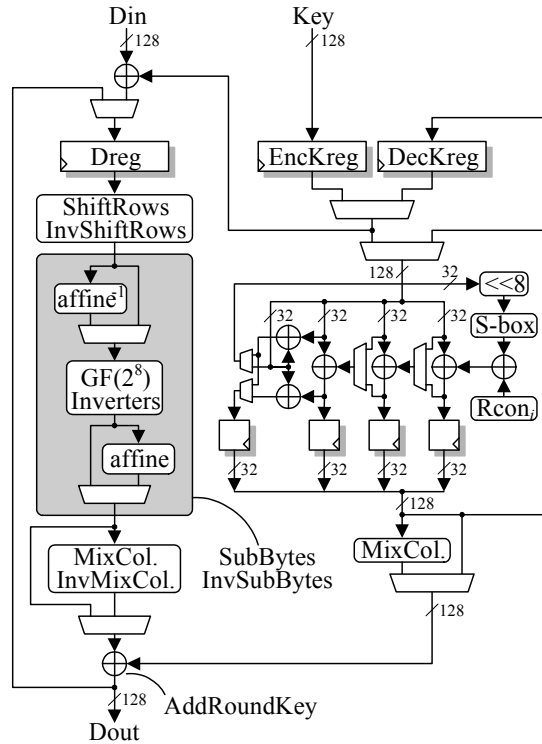 Din
Key
128
128
Dreg
EncKreg
DecKreg
ShiftRows
InvShiftRows
128
32
<<8
affine⁻¹
32
32
32
32
S-box
GF(2⁸)
Inverters
Rconᵢ
affine
32
32
32
32
128
MixCol.
InvMixCol.
SubBytes
InvSubBytes
MixCol.
128
128
AddRoundKey
Dout